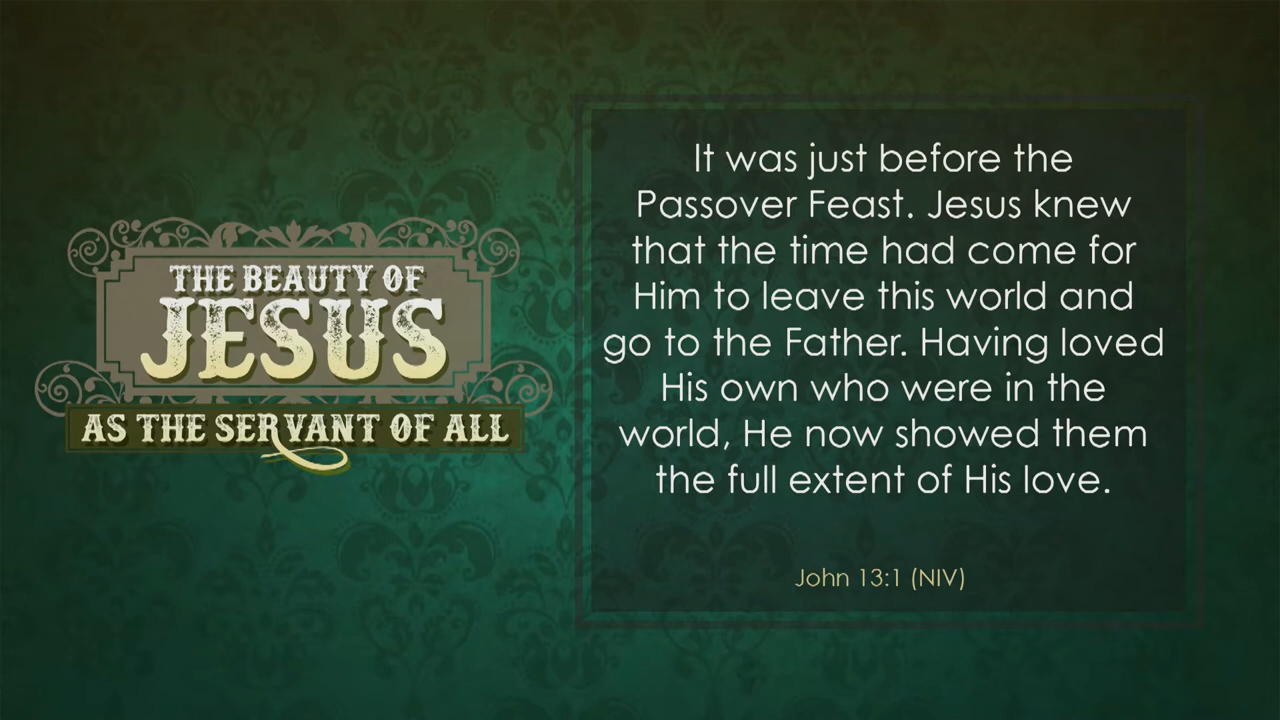 THE BEAUTY OF
JESUS
AS THE SERVANT OF ALL
It was just before the
Passover Feast. Jesus knew
that the time had come for
Him to leave this world and
go to the Father. Having loved
His own who were in the
world, He now showed them
the full extent of His love.
John 13:1 (NIV)